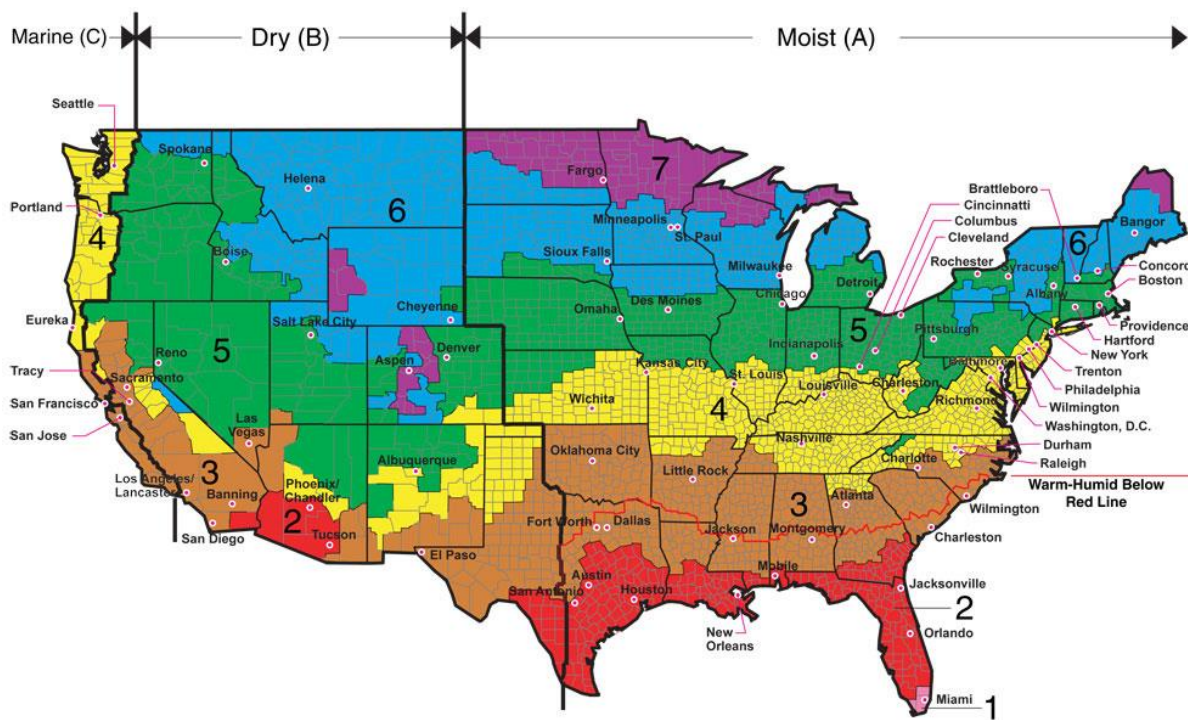 Marine (C)
Dry (B)
Moist (A)
Seattle
Spokane
Helena
Fargo
7
Brattleboro
Cincinnatti
Columbus
Cleveland
Portland
4
6
Minneapolis
St. Paul
Bangor
6
Boise
Sioux Falls
Milwaukee
Rochester
Syracuse
Concord
Boston
Albany
Detroit
Chicago
Cheyenne
Omaha
Des Moines
Eureka
Salt Lake City
5
Providence
Hartford
Pittsburgh
New York
5
Reno
Aspen
Denver
Indianapolis
Trenton
Baltimore
Philadelphia
Tracy
Sacramento
Kansas City
St. Louis
Louisville
Charleston
Wilmington
San Francisco
Wichita
4
Richmond
Washington, D.C.
San Jose
Las
Vegas
Nashville
Durham
Raleigh
Albuquerque
Oklahoma City
Charlotte
3
Los Angeles/
Lancaster
Banning
Phoenix/
Chandler
Little Rock
Atlanta
Warm-Humid Below
Red Line
2
3
Wilmington
San Diego
Tucson
El Paso
Fort Worth
Dallas
Jackson
Montgomery
Charleston
Austin
Mobile
Jacksonville
San Antonio
Houston
2
New
Orleans
Orlando
Miami
1